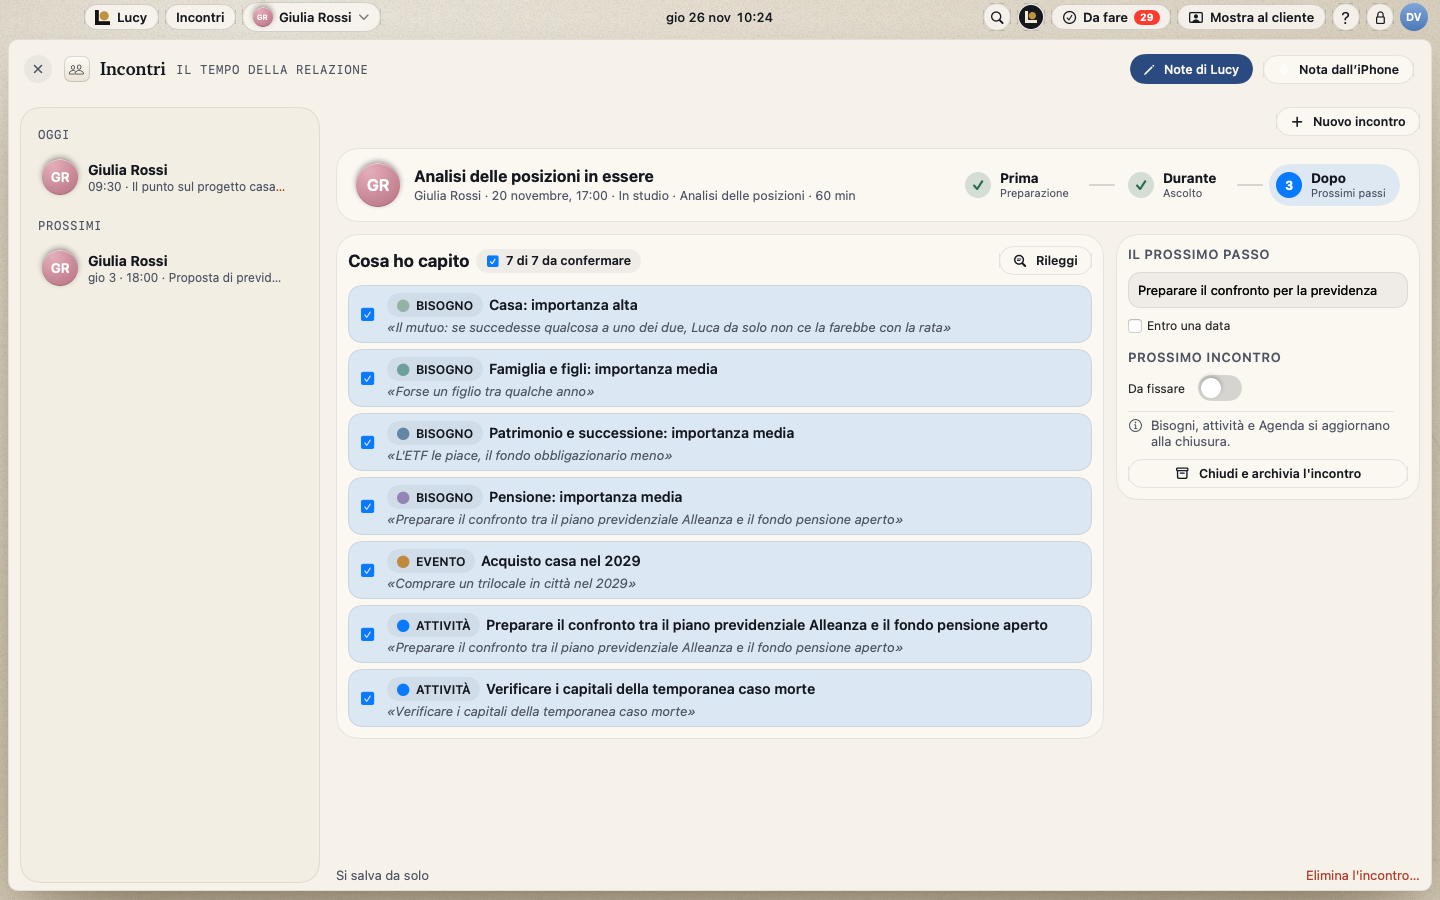 Lucy
Incontri
GR Giulia Rossi
gio 26 nov 10:24
Da fare 29
Mostra al cliente
?
DV
Incontri IL TEMPO DELLA RELAZIONE
Note di Lucy
Nota dall’iPhone
OGGI
GR
Giulia Rossi
09:30 · Il punto sul progetto casa...
PROSSIMI
GR
Giulia Rossi
gio 3 · 18:00 · Proposta di previd...
Nuovo incontro
GR
Analisi delle posizioni in essere
Giulia Rossi · 20 novembre, 17:00 · In studio · Analisi delle posizioni · 60 min
Prima
Preparazione
Durante
Ascolto
3
Dopo
Prossimi passi
Cosa ho capito
7 di 7 da confermare
Rileggi
BISOGNO Casa: importanza alta
«Il mutuo: se succedesse qualcosa a uno dei due, Luca da solo non ce la farebbe con la rata»
BISOGNO Famiglia e figli: importanza media
«Forse un figlio tra qualche anno»
BISOGNO Patrimonio e successione: importanza media
«L'ETF le piace, il fondo obbligazionario meno»
BISOGNO Pensione: importanza media
«Preparare il confronto tra il piano previdenziale Alleanza e il fondo pensione aperto»
EVENTO Acquisto casa nel 2029
«Comprare un trilocale in città nel 2029»
ATTIVITÀ Preparare il confronto tra il piano previdenziale Alleanza e il fondo pensione aperto
«Preparare il confronto tra il piano previdenziale Alleanza e il fondo pensione aperto»
ATTIVITÀ Verificare i capitali della temporanea caso morte
«Verificare i capitali della temporanea caso morte»
IL PROSSIMO PASSO
Preparare il confronto per la previdenza
Entro una data
PROSSIMO INCONTRO
Da fissare
Bisogni, attività e Agenda si aggiornano
alla chiusura.
Chiudi e archivia l'incontro
Si salva da solo
Elimina l'incontro...